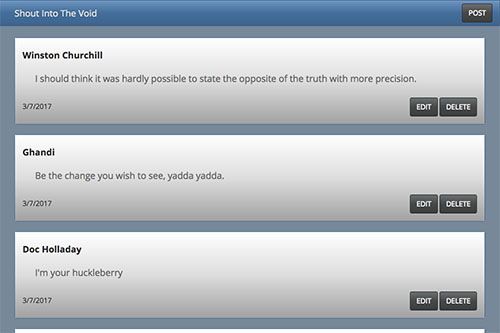 Shout Into The Void
POST
Winston Churchill
I should think it was hardly possible to state the opposite of the truth with more precision.
3/7/2017
EDIT DELETE
Ghandi
Be the change you wish to see, yadda yadda.
3/7/2017
EDIT DELETE
Doc Holladay
I'm your huckleberry
3/7/2017
EDIT DELETE